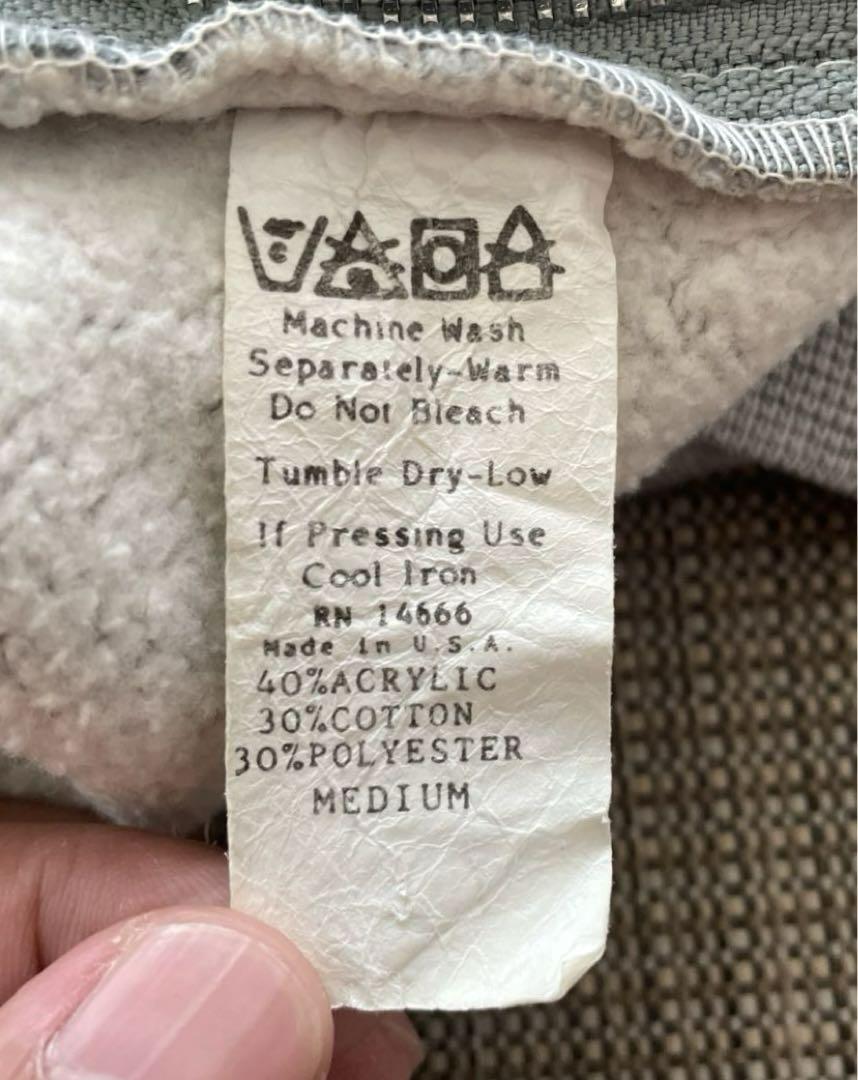 Machine Wash
Separately-Warm
Do Not Bleach
Tumble Dry-Low
If Pressing Use
Cool Iron
RN 14666
Made in U.S.A.
40%ACRYLIC
30%COTTON
30%POLYESTER
MEDIUM